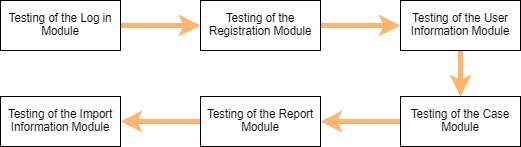 Testing of the Log in
Module
Testing of the
Registration Module
Testing of the User
Information Module
Testing of the Case
Module
Testing of the Report
Module
Testing of the Import
Information Module